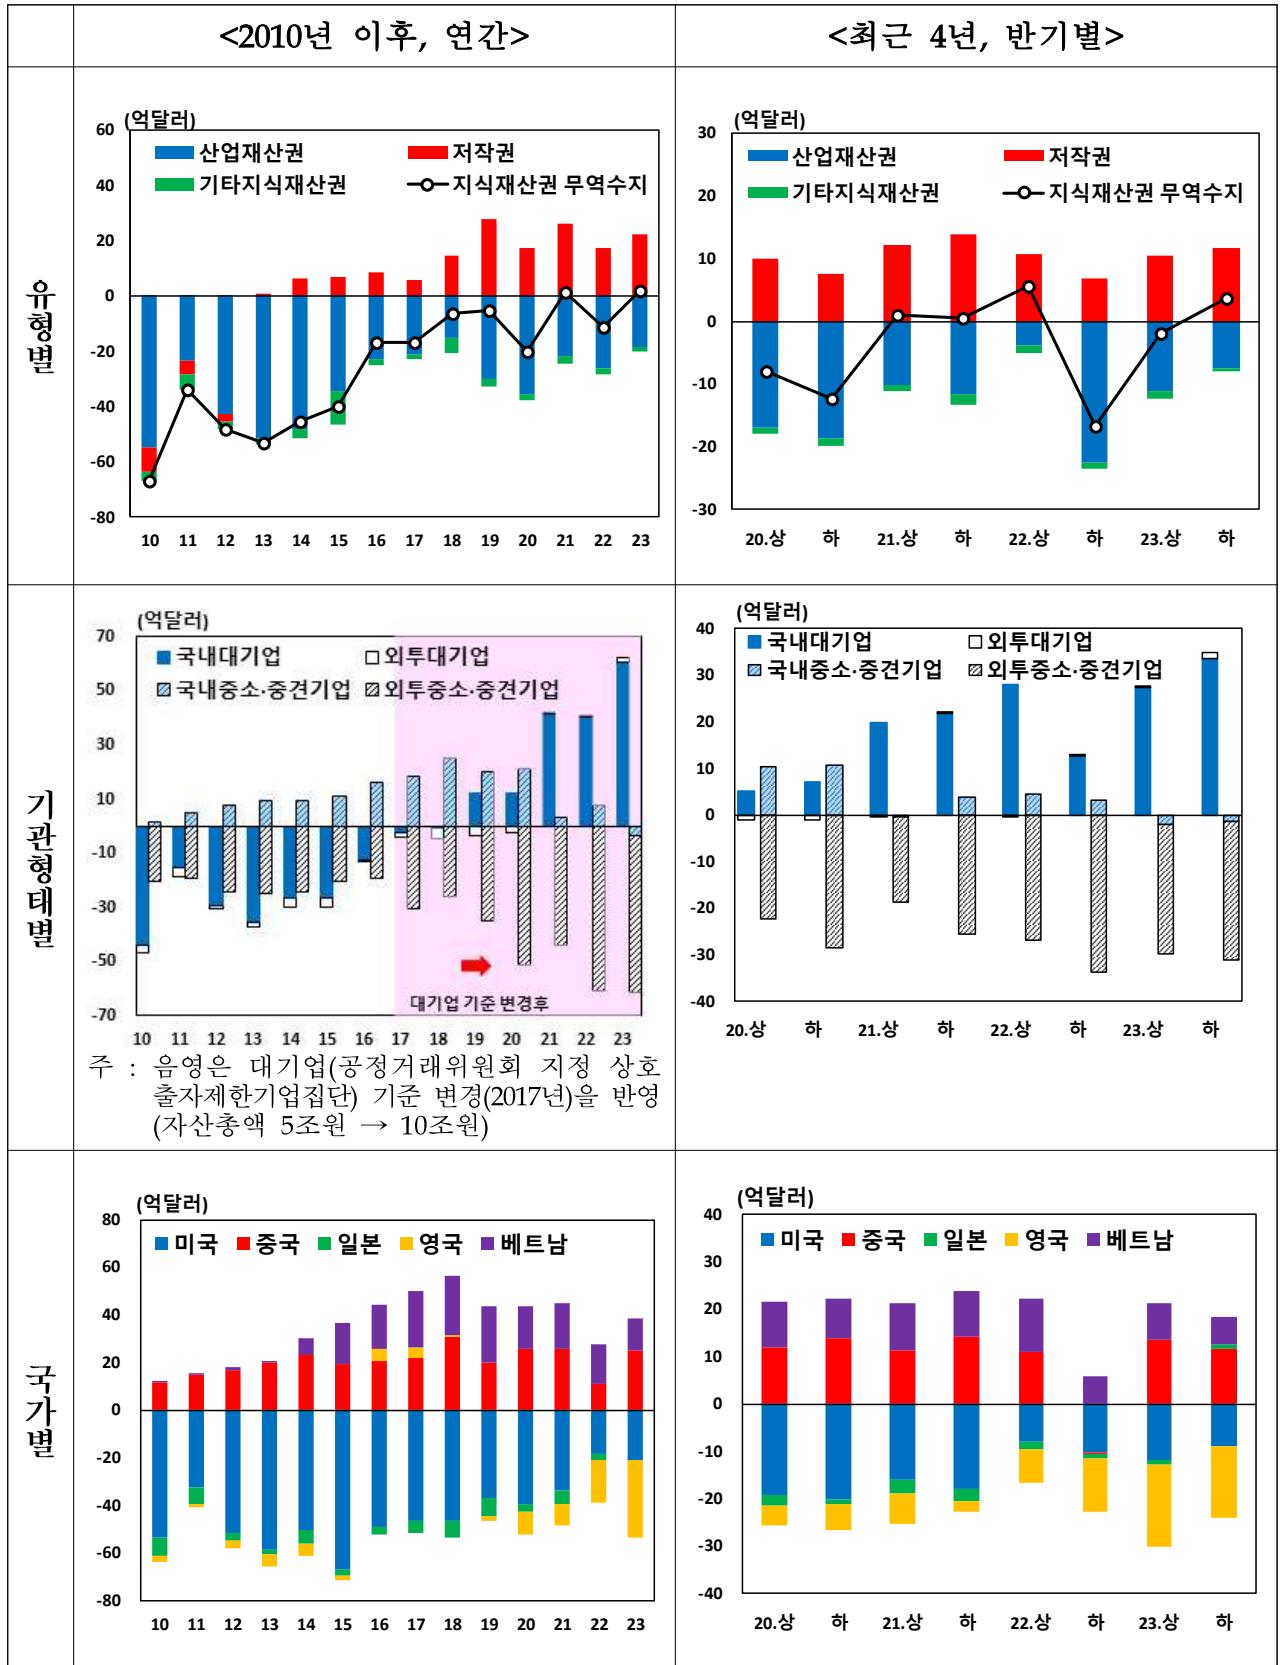 <2010년 이후, 연간>
<최근 4년, 반기별>
유형별
(억달러)
산업재산권
저작권
기타지식재산권
지식재산권 무역수지
60
40
20
0
-20
-40
-60
-80
10 11 12 13 14 15 16 17 18 19 20 21 22 23
(억달러)
산업재산권
저작권
기타지식재산권
지식재산권 무역수지
30
20
10
0
-10
-20
-30
20.상 하 21.상 하 22.상 하 23.상 하
기관형태별
(억달러)
국내대기업
외투대기업
국내중소·중견기업
외투중소·중견기업
70
50
30
10
-10
-30
-50
-70
대기업 기준 변경후
10 11 12 13 14 15 16 17 18 19 20 21 22 23
주 : 음영은 대기업(공정거래위원회 지정 상호
출자제한기업집단) 기준 변경(2017년)을 반영
(자산총액 5조원 → 10조원)
(억달러)
국내대기업
외투대기업
국내중소·중견기업
외투중소·중견기업
40
30
20
10
0
-10
-20
-30
-40
20.상 하 21.상 하 22.상 하 23.상 하
국가별
(억달러)
미국 중국 일본 영국 베트남
80
60
40
20
0
-20
-40
-60
-80
10 11 12 13 14 15 16 17 18 19 20 21 22 23
(억달러)
미국 중국 일본 영국 베트남
40
30
20
10
0
-10
-20
-30
-40
20.상 하 21.상 하 22.상 하 23.상 하